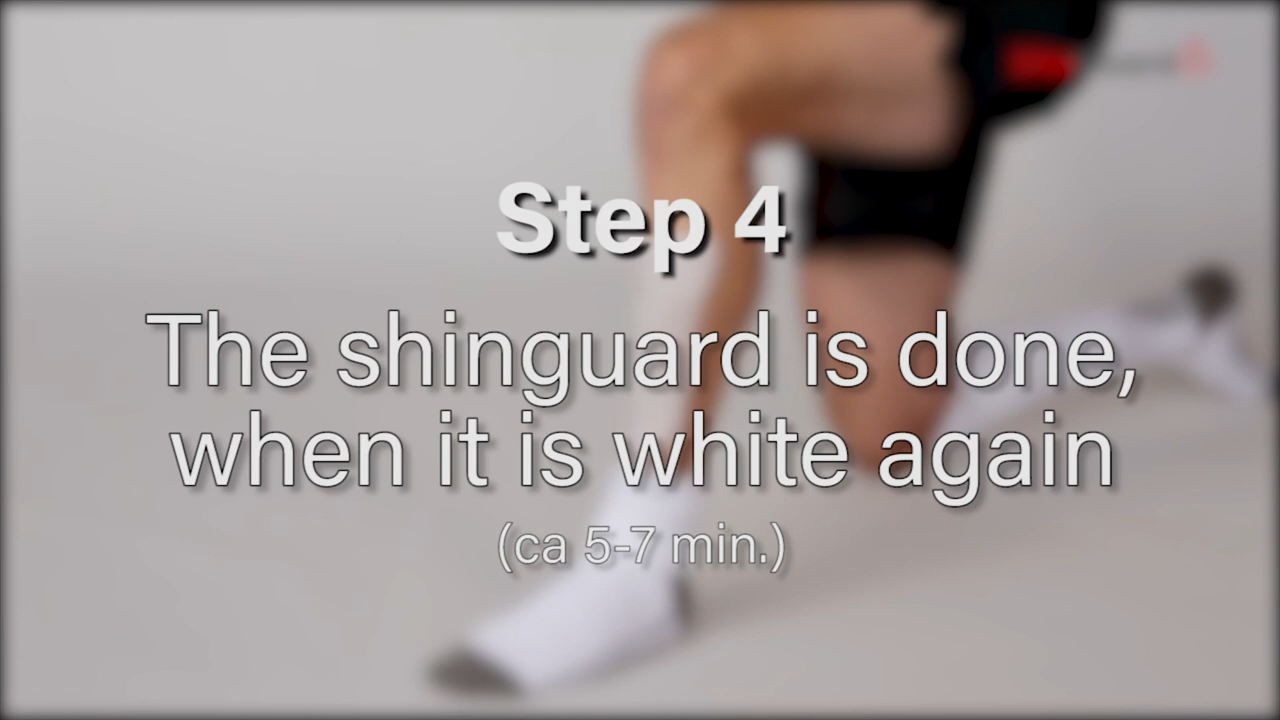 Step 4
The shinguard is done,
when it is white again
(ca 5-7 min.)